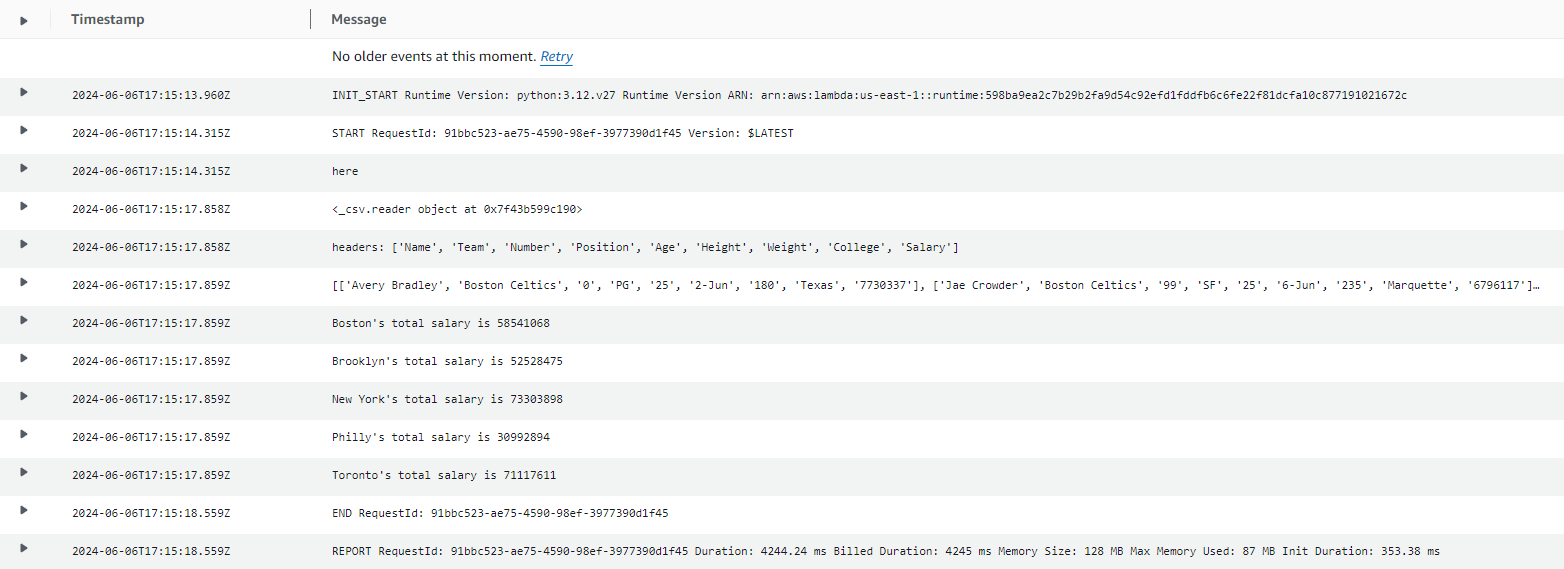 Timestamp Message
No older events at this moment. Retry
2024-06-06T17:15:13.960Z INIT_START Runtime Version: python:3.12.v27 Runtime Version ARN: arn:aws:lambda:us-east-1::runtime:598ba9ea2c7b29b2fa9d54c92efd1fddfb6c6fe22f81dcfa10c877191021672c
2024-06-06T17:15:14.315Z START RequestId: 91bbc523-ae75-4590-98ef-3977390d1f45 Version: $LATEST
2024-06-06T17:15:14.315Z here
2024-06-06T17:15:17.858Z <_csv.reader object at 0x7f43b599c190>
2024-06-06T17:15:17.858Z headers: ['Name', 'Team', 'Number', 'Position', 'Age', 'Height', 'Weight', 'College', 'Salary']
2024-06-06T17:15:17.859Z [['Avery Bradley', 'Boston Celtics', '0', 'PG', '25', '2-Jun', '180', 'Texas', '7730337'], ['Jae Crowder', 'Boston Celtics', '99', 'SF', '25', '6-Jun', '235', 'Marquette', '6796117']…
2024-06-06T17:15:17.859Z Boston's total salary is 58541068
2024-06-06T17:15:17.859Z Brooklyn's total salary is 52528475
2024-06-06T17:15:17.859Z New York's total salary is 73303898
2024-06-06T17:15:17.859Z Philly's total salary is 30992894
2024-06-06T17:15:17.859Z Toronto's total salary is 71117611
2024-06-06T17:15:18.559Z END RequestId: 91bbc523-ae75-4590-98ef-3977390d1f45
2024-06-06T17:15:18.559Z REPORT RequestId: 91bbc523-ae75-4590-98ef-3977390d1f45 Duration: 4244.24 ms Billed Duration: 4245 ms Memory Size: 128 MB Max Memory Used: 87 MB Init Duration: 353.38 ms